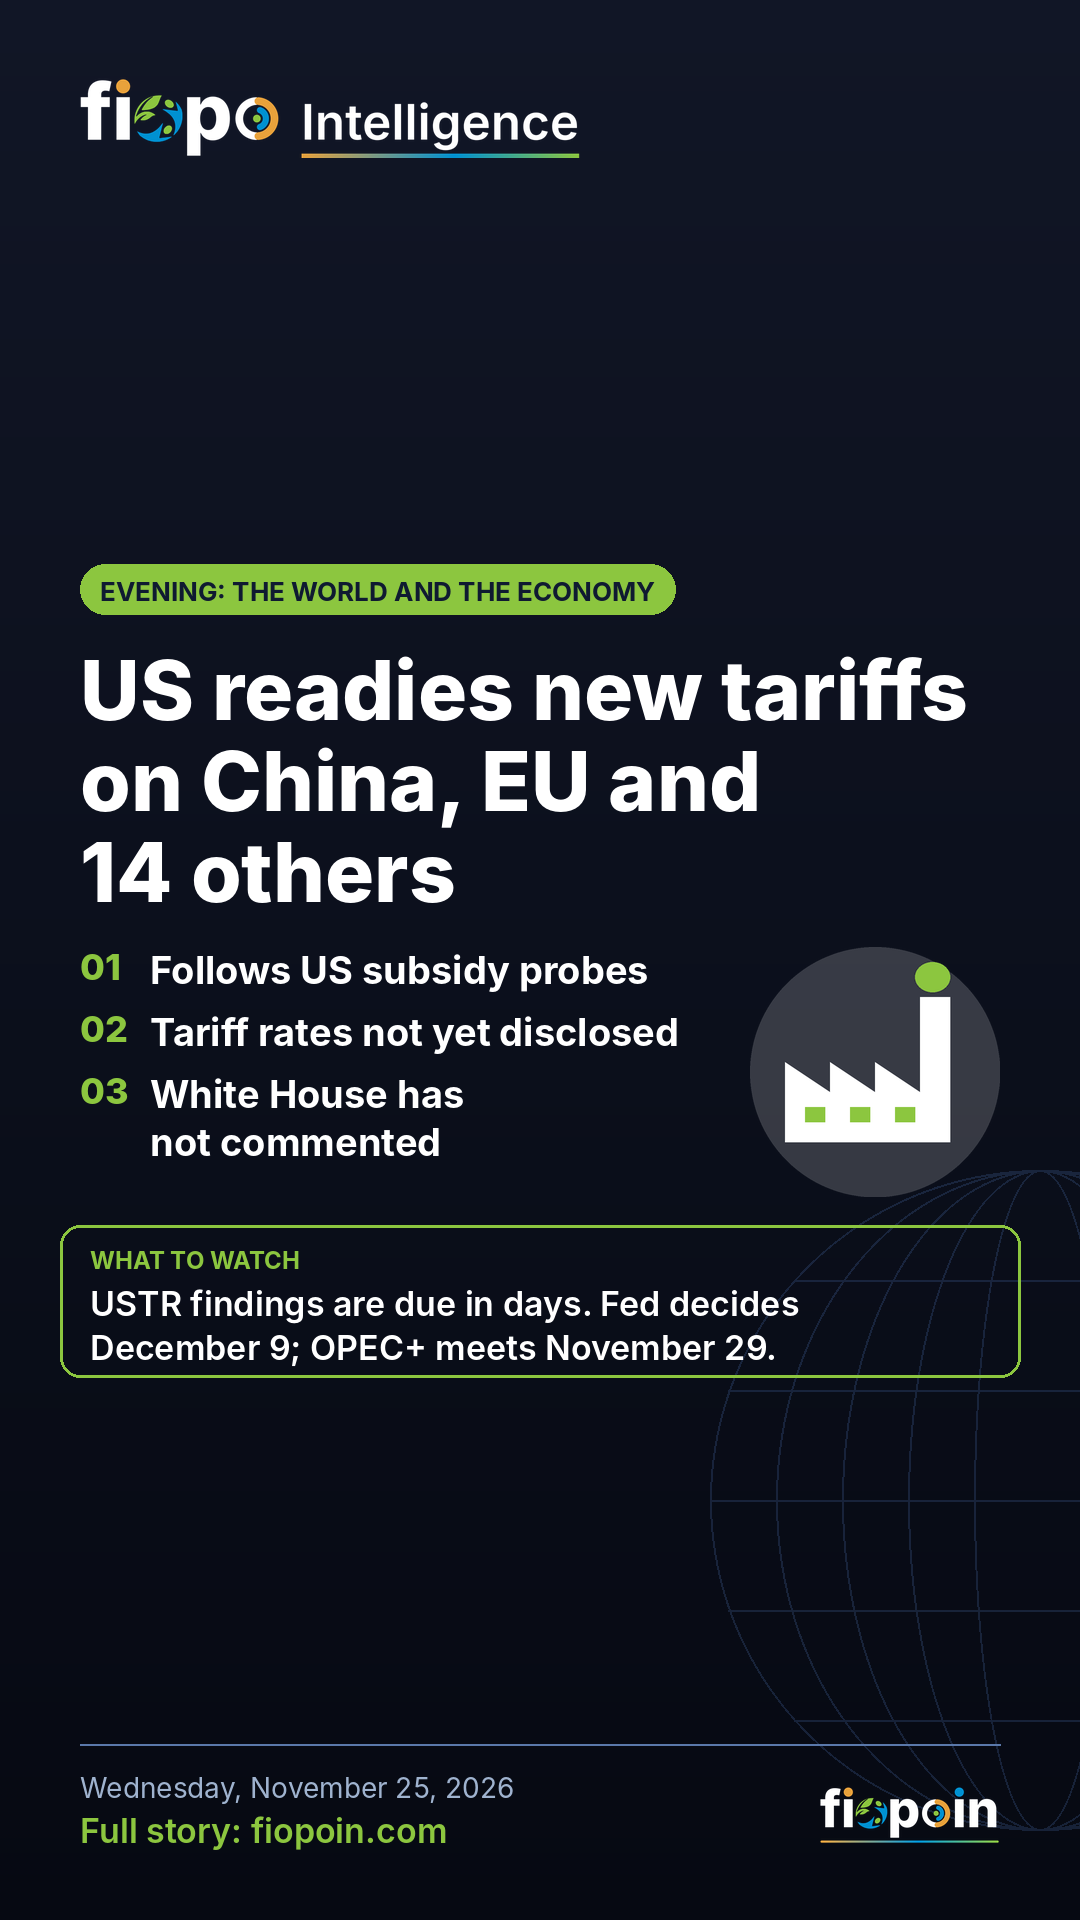 fiopo Intelligence
EVENING: THE WORLD AND THE ECONOMY
US readies new tariffs
on China, EU and
14 others
01 Follows US subsidy probes
02 Tariff rates not yet disclosed
03 White House has
not commented
WHAT TO WATCH
USTR findings are due in days. Fed decides
December 9; OPEC+ meets November 29.
Wednesday, November 25, 2026
Full story: fiopoin.com
fiopoin